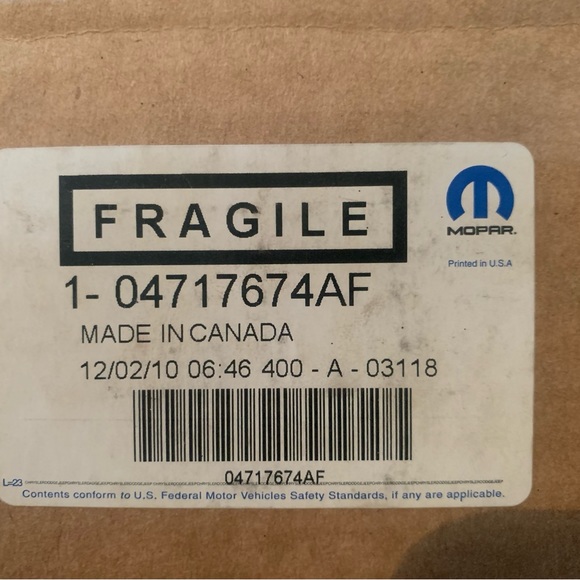 FRAGILE
MOPAR.
Printed in U.S.A
1- 04717674AF
MADE IN CANADA
12/02/10 06:46 400 - A - 03118
04717674AF
L=23
Contents conform to U.S. Federal Motor Vehicles Safety Standards, if any are applicable.